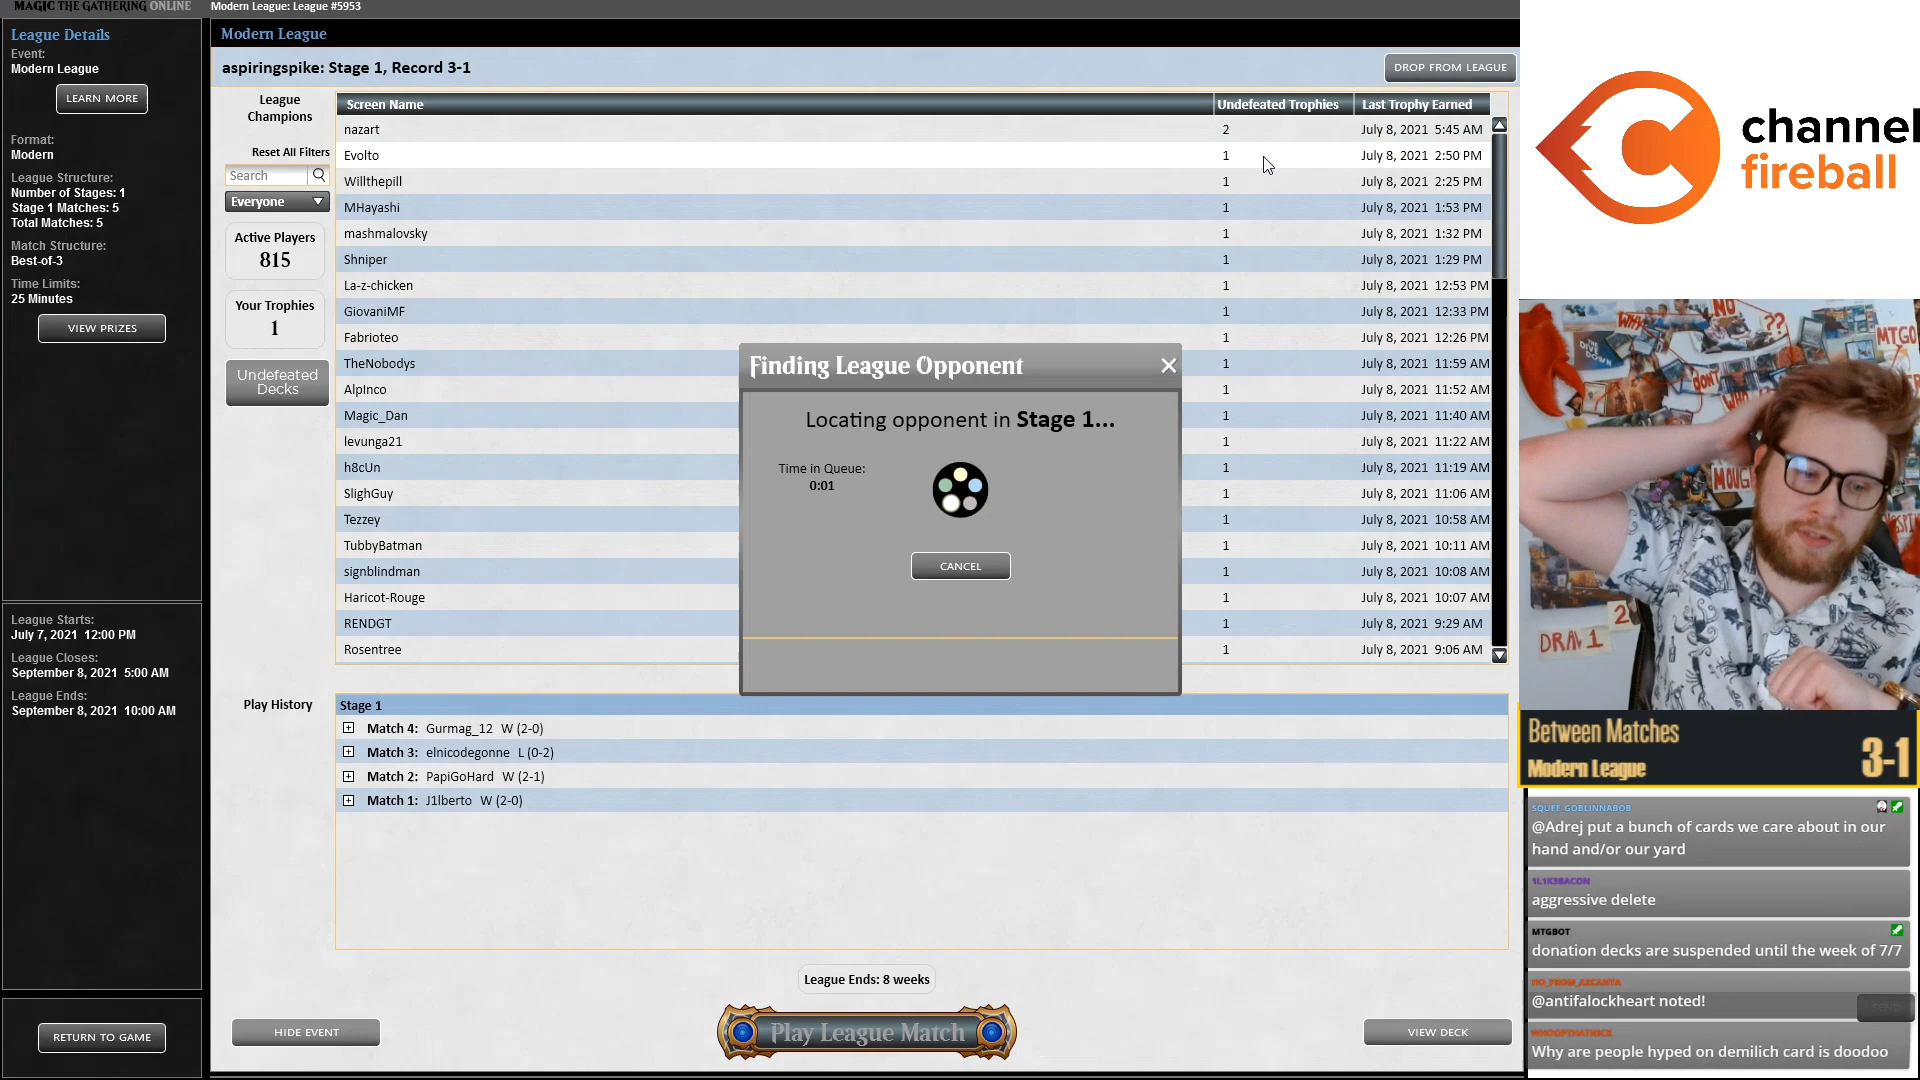 MAGIC THE GATHERING ONLINE
Modern League: League #5953
League Details
Event:
Modern League
LEARN MORE
Format:
Modern
League Structure:
Number of Stages: 1
Stage 1 Matches: 5
Total Matches: 5
Match Structure:
Best-of-3
Time Limits:
25 Minutes
VIEW PRIZES
League Starts:
July 7, 2021 12:00 PM
League Closes:
September 8, 2021 5:00 AM
League Ends:
September 8, 2021 10:00 AM
RETURN TO GAME
Modern League
aspiringspike: Stage 1, Record 3-1
DROP FROM LEAGUE
League
Champions
Reset All Filters
Search
Everyone
Active Players
815
Your Trophies
1
Undefeated
Decks
Screen Name Undefeated Trophies Last Trophy Earned
nazart 2 July 8, 2021 5:45 AM
Evolto 1 July 8, 2021 2:50 PM
Willthepill 1 July 8, 2021 2:25 PM
MHayashi 1 July 8, 2021 1:53 PM
mashmalovsky 1 July 8, 2021 1:32 PM
Shniper 1 July 8, 2021 1:29 PM
La-z-chicken 1 July 8, 2021 12:53 PM
GiovaniMF 1 July 8, 2021 12:33 PM
Fabrioteo 1 July 8, 2021 12:26 PM
TheNobodys 1 July 8, 2021 11:59 AM
AlpInco 1 July 8, 2021 11:52 AM
Magic_Dan 1 July 8, 2021 11:40 AM
levunga21 1 July 8, 2021 11:22 AM
h8cUn 1 July 8, 2021 11:19 AM
SlighGuy 1 July 8, 2021 11:06 AM
Tezzey 1 July 8, 2021 10:58 AM
TubbyBatman 1 July 8, 2021 10:11 AM
signblindman 1 July 8, 2021 10:08 AM
Haricot-Rouge 1 July 8, 2021 10:07 AM
RENDGT 1 July 8, 2021 9:29 AM
Rosentree 1 July 8, 2021 9:06 AM
Finding League Opponent
Locating opponent in Stage 1...
Time in Queue:
0:01
CANCEL
Play History
Stage 1
Match 4: Gurmag_12 W (2-0)
Match 3: elnicodegonne L (0-2)
Match 2: PapiGoHard W (2-1)
Match 1: J1lberto W (2-0)
League Ends: 8 weeks
HIDE EVENT
Play League Match
VIEW DECK
channel
fireball
NO
WHY
??
MTGO
THE DIVE DOWN
DON'T
WHO
MOUG
2
DRAW 1
Between Matches
Modern League
3-1
SQUEE_GOBLINNABOB
@Adrej put a bunch of cards we care about in our
hand and/or our yard
1L1K3BACON
aggressive delete
MTGBOT
donation decks are suspended until the week of 7/7
@antifalockheart noted!
WHOOPTHATRICK
Why are people hyped on demilich card is doodoo